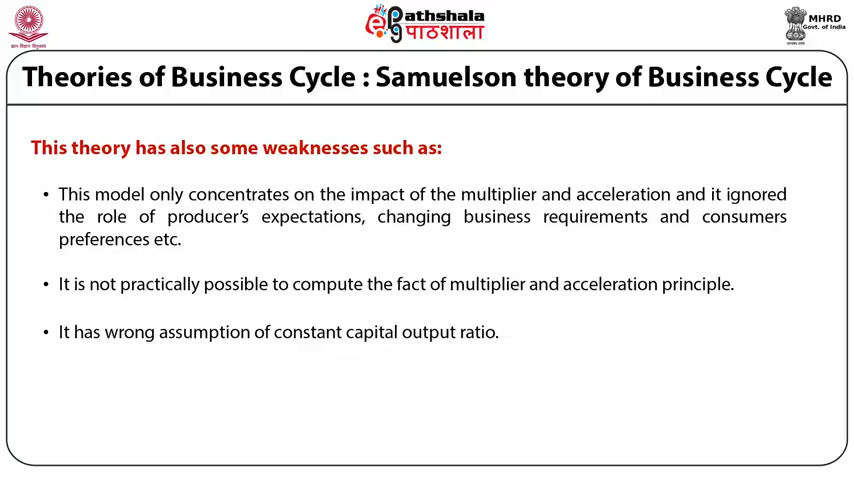 ePathshala
पाठशाला
MHRD
Govt. of India
Theories of Business Cycle : Samuelson theory of Business Cycle
This theory has also some weaknesses such as:
• This model only concentrates on the impact of the multiplier and acceleration and it ignored
the role of producer's expectations, changing business requirements and consumers
preferences etc.
• It is not practically possible to compute the fact of multiplier and acceleration principle.
• It has wrong assumption of constant capital output ratio.